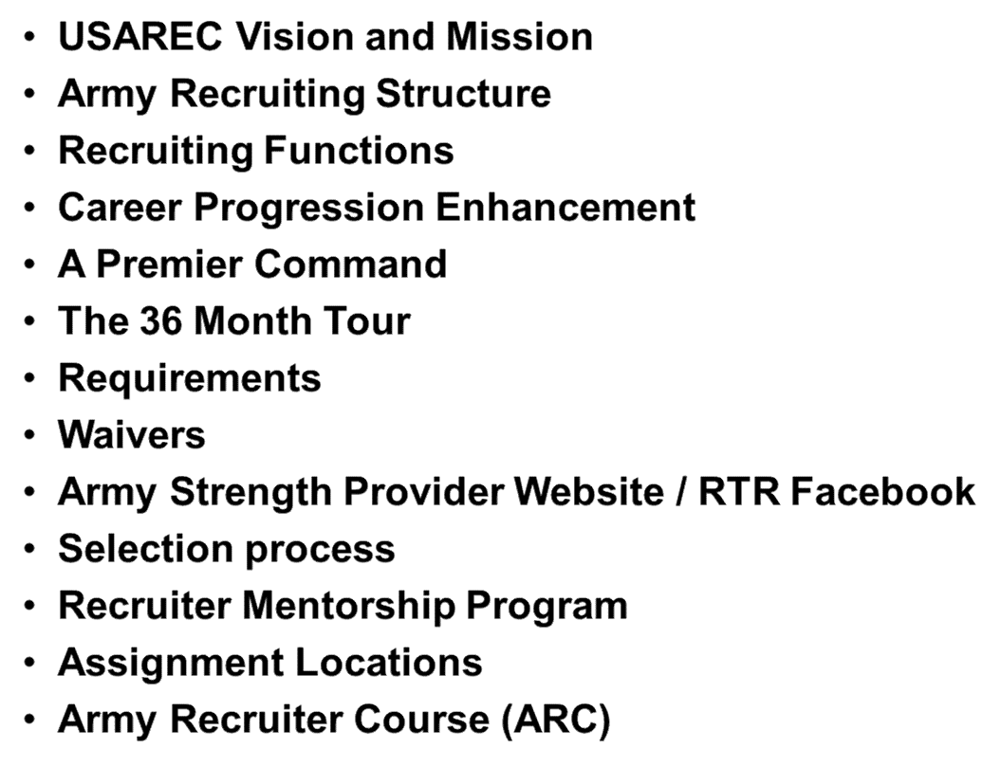 • USAREC Vision and Mission
• Army Recruiting Structure
• Recruiting Functions
• Career Progression Enhancement
• A Premier Command
• The 36 Month Tour
• Requirements
• Waivers
• Army Strength Provider Website / RTR Facebook
• Selection process
• Recruiter Mentorship Program
• Assignment Locations
• Army Recruiter Course (ARC)